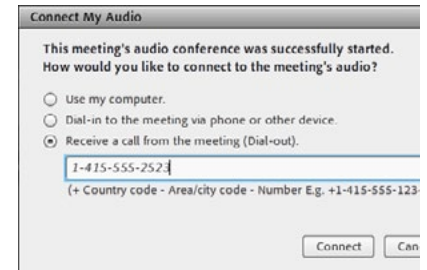 Connect My Audio
This meeting's audio conference was successfully started.
How would you like to connect to the meeting's audio?
Use my computer.
Dial-in to the meeting via phone or other device.
Receive a call from the meeting (Dial-out).
1-415-555-2523
(+ Country code - Area/city code - Number E.g. +1-415-555-123-
Connect
Can